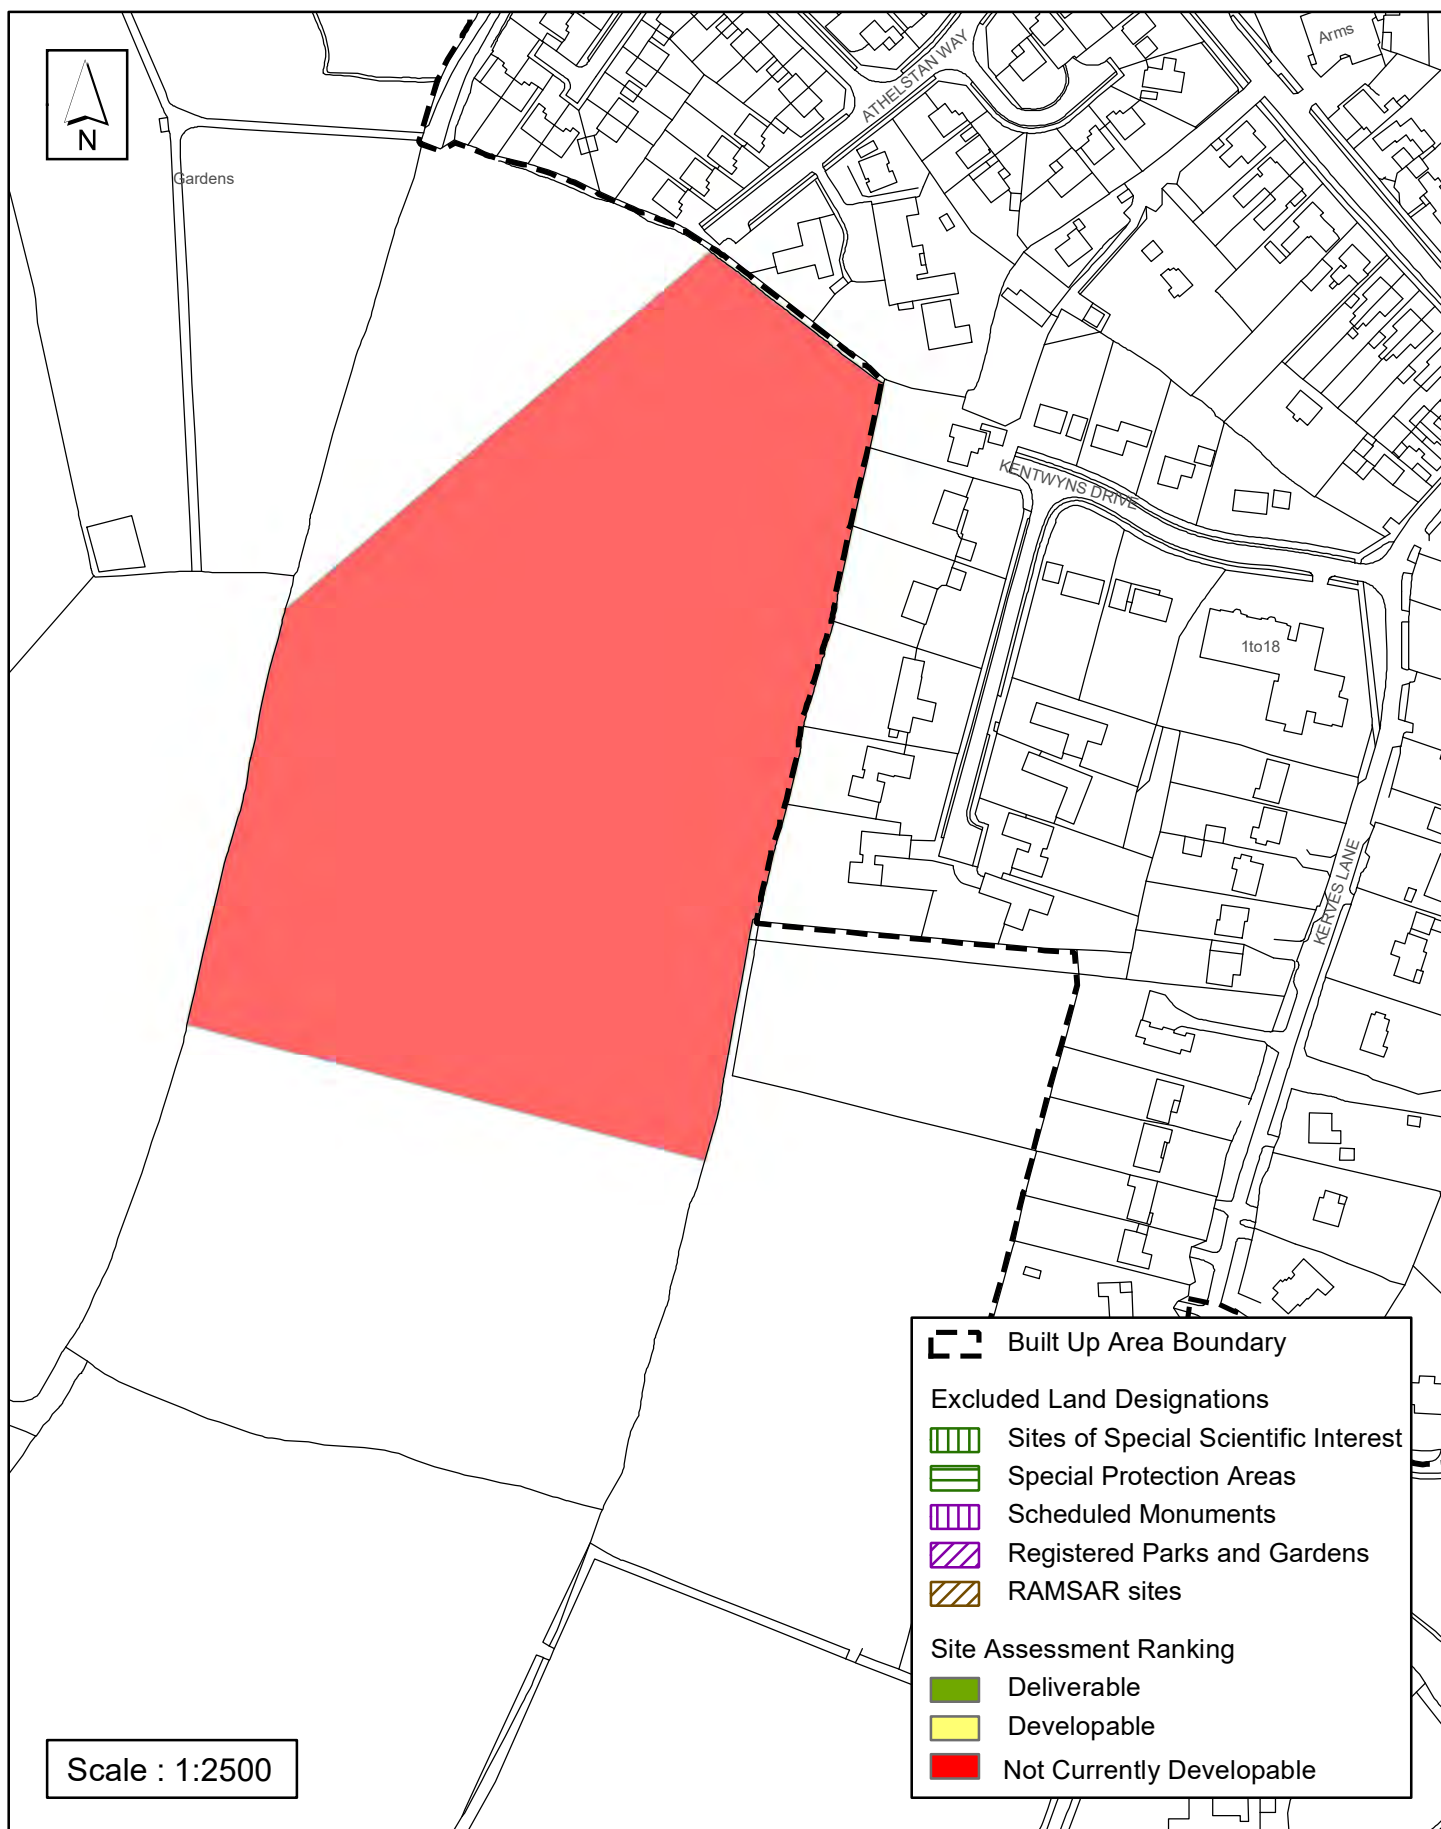 Arms
ATHELSTAN WAY
N
Gardens
KENTWYNS DRIVE
1to18
KERVES LANE
Built Up Area Boundary
Excluded Land Designations
Sites of Special Scientific Interest
Special Protection Areas
Scheduled Monuments
Registered Parks and Gardens
RAMSAR sites
Site Assessment Ranking
Deliverable
Developable
Not Currently Developable
Scale : 1:2500